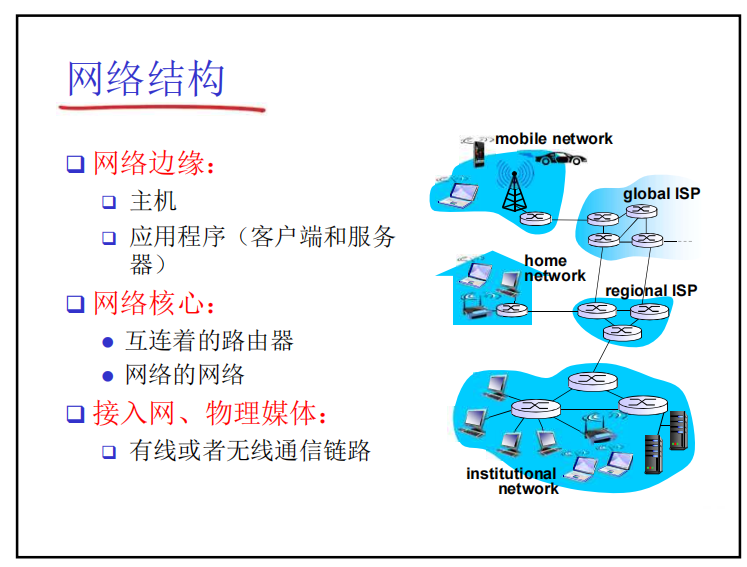 网络结构
网络边缘：
主机
应用程序（客户端和服务
器）
网络核心：
互连着的路由器
网络的网络
接入网、物理媒体：
有线或者无线通信链路
mobile network
global ISP
home
network
regional ISP
institutional
network